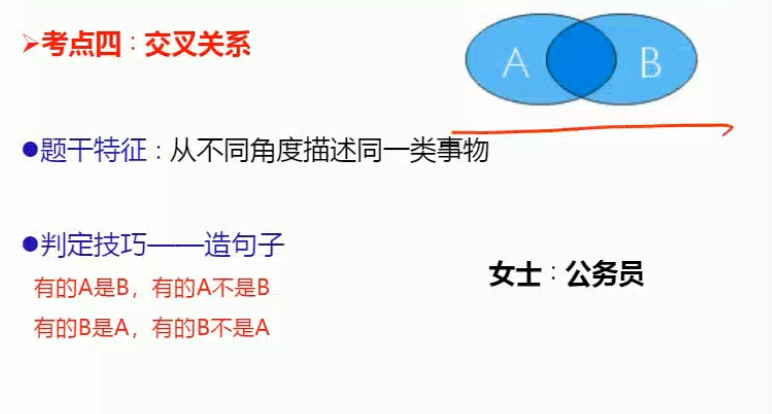 ➢考点四:交叉关系
A B
●题干特征:从不同角度描述同一类事物
●判定技巧——造句子
有的A是B，有的A不是B
有的B是A，有的B不是A
女士:公务员